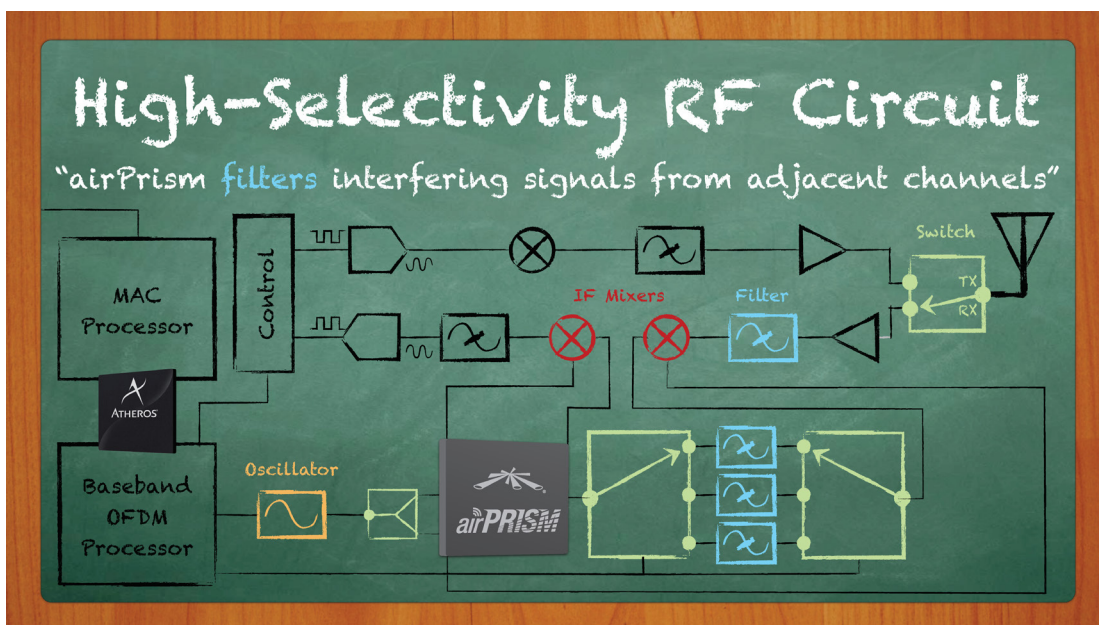 High-Selectivity RF Circuit
“airPrism filters interfering signals from adjacent channels”
Switch
TX
RX
MAC
Processor
Control
IF Mixers
Filter
ATHEROS
Baseband
OFDM
Processor
Oscillator
airPRISM